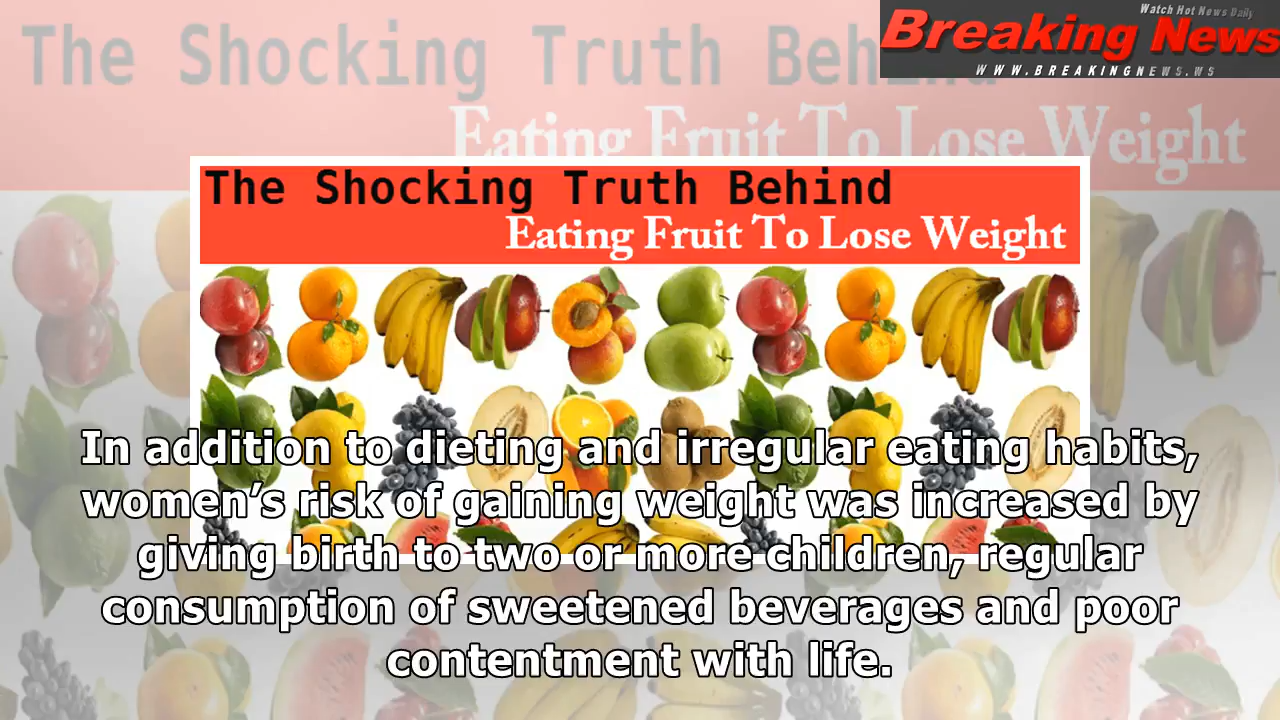 Watch Hot News Daily
Breaking News
WWW.BREAKINGNEWS.WS
The Shocking Truth Behind
Eating Fruit To Lose Weight
The Shocking Truth Behind
Eating Fruit To Lose Weight
In addition to dieting and irregular eating habits,
women’s risk of gaining weight was increased by
giving birth to two or more children, regular
consumption of sweetened beverages and poor
contentment with life.